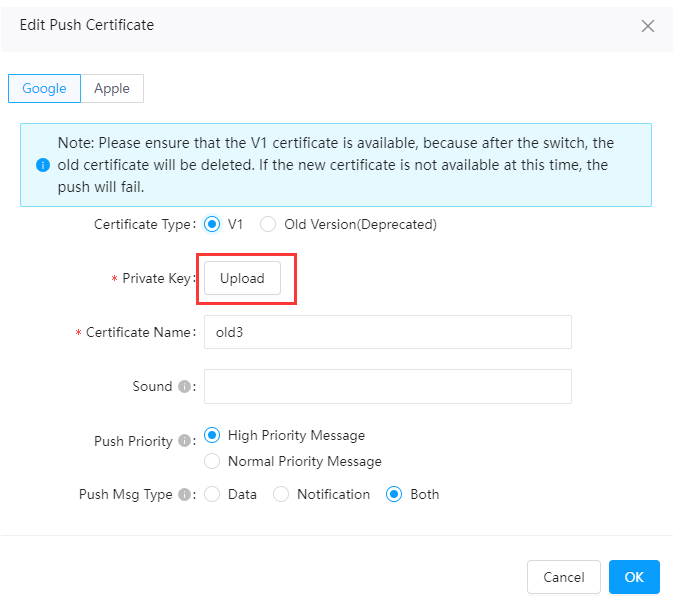 Edit Push Certificate
Google Apple
Note: Please ensure that the V1 certificate is available, because after the switch, the
old certificate will be deleted. If the new certificate is not available at this time, the
push will fail.
Certificate Type: V1 Old Version(Deprecated)
* Private Key: Upload
* Certificate Name: old3
Sound :
Push Priority : High Priority Message
Normal Priority Message
Push Msg Type : Data Notification Both
Cancel OK